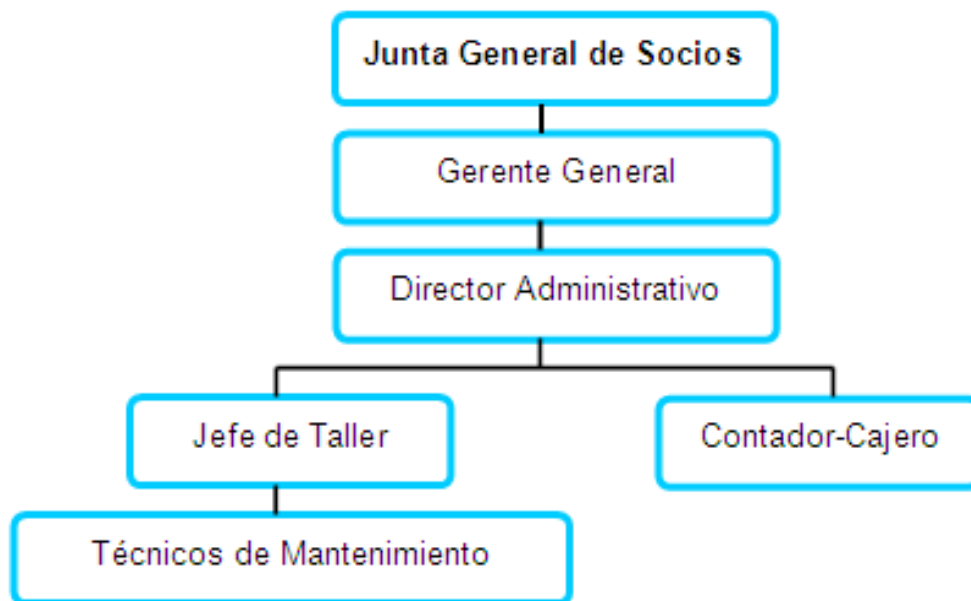 Junta General de Socios
Gerente General
Director Administrativo
Jefe de Taller
Contador-Cajero
Técnicos de Mantenimiento